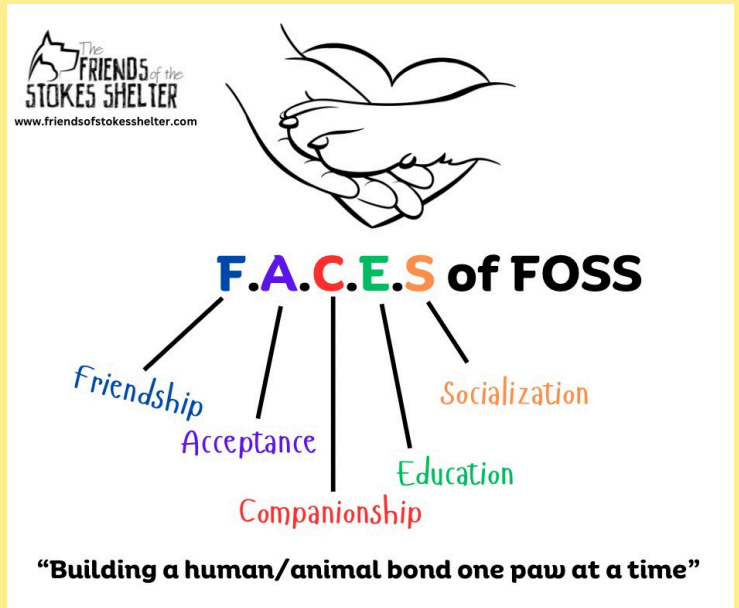 The
FRIENDS of the
STOKES SHELTER
www.friendsofstokesshelter.com
F.A.C.E.S of FOSS
Friendship
Acceptance
Companionship
Education
Socialization
“Building a human/animal bond one paw at a time”